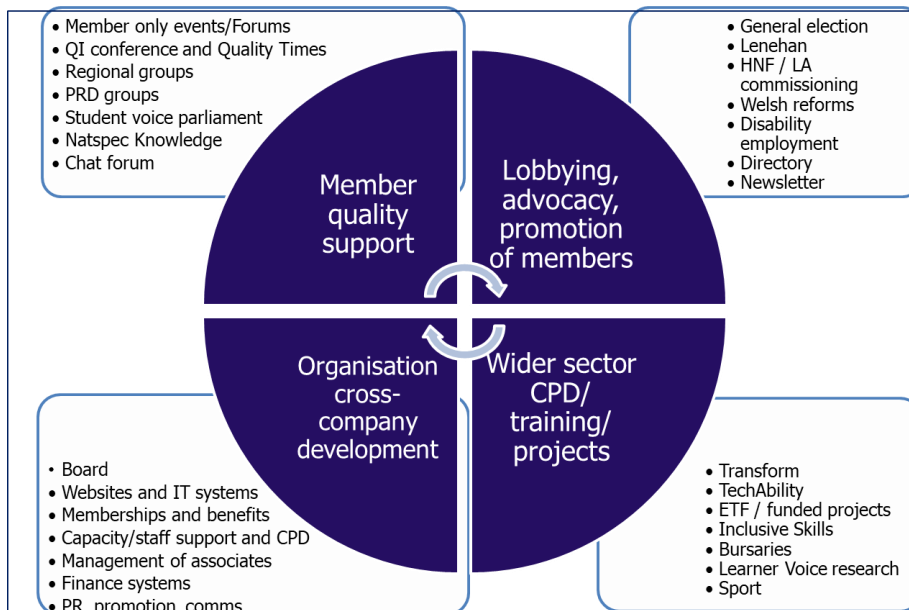 • Member only events/Forums
• QI conference and Quality Times
• Regional groups
• PRD groups
• Student voice parliament
• Natspec Knowledge
• Chat forum
• General election
• Lenehan
• HNF / LA
commissioning
• Welsh reforms
• Disability
employment
• Directory
• Newsletter
Member
quality
support
Lobbying,
advocacy,
promotion
of members
Organisation
cross-
company
development
Wider sector
CPD/
training/
projects
• Board
• Websites and IT systems
• Memberships and benefits
• Capacity/staff support and CPD
• Management of associates
• Finance systems
• PR, promotion, comms
• Transform
• TechAbility
• ETF / funded projects
• Inclusive Skills
• Bursaries
• Learner Voice research
• Sport